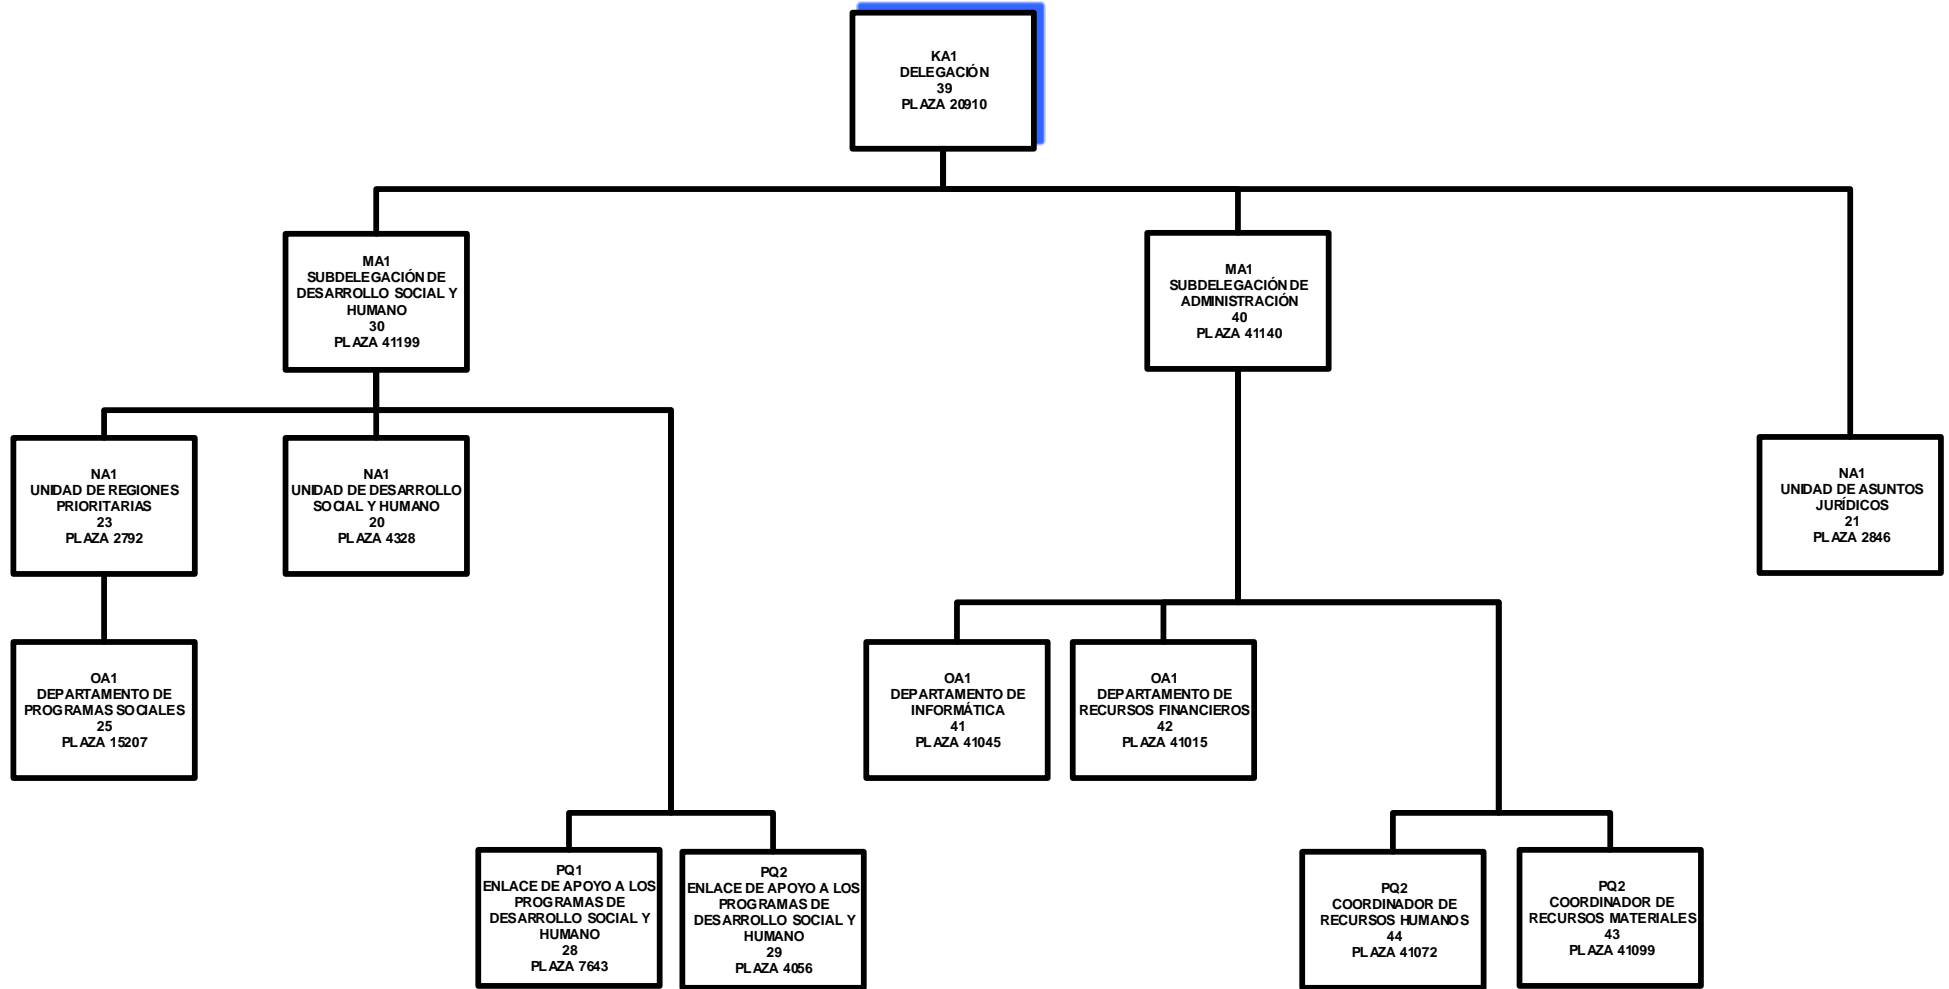 KA1
DELEGACIÓN
39
PLAZA 20910
MA1
SUBDELEGACIÓN DE
DESARROLLO SOCIAL Y
HUMANO
30
PLAZA 41199
MA1
SUBDELEGACIÓN DE
ADMINISTRACIÓN
40
PLAZA 41140
NA1
UNIDAD DE REGIONES
PRIORITARIAS
23
PLAZA 2792
NA1
UNIDAD DE DESARROLLO
SOCIAL Y HUMANO
20
PLAZA 4328
NA1
UNIDAD DE ASUNTOS
JURÍDICOS
21
PLAZA 2846
OA1
DEPARTAMENTO DE
PROGRAMAS SOCIALES
25
PLAZA 15207
OA1
DEPARTAMENTO DE
INFORMÁTICA
41
PLAZA 41045
OA1
DEPARTAMENTO DE
RECURSOS FINANCIEROS
42
PLAZA 41015
PQ1
ENLACE DE APOYO A LOS
PROGRAMAS DE
DESARROLLO SOCIAL Y
HUMANO
28
PLAZA 7643
PQ2
ENLACE DE APOYO A LOS
PROGRAMAS DE
DESARROLLO SOCIAL Y
HUMANO
29
PLAZA 4056
PQ2
COORDINADOR DE
RECURSOS HUMANOS
44
PLAZA 41072
PQ2
COORDINADOR DE
RECURSOS MATERIALES
43
PLAZA 41099